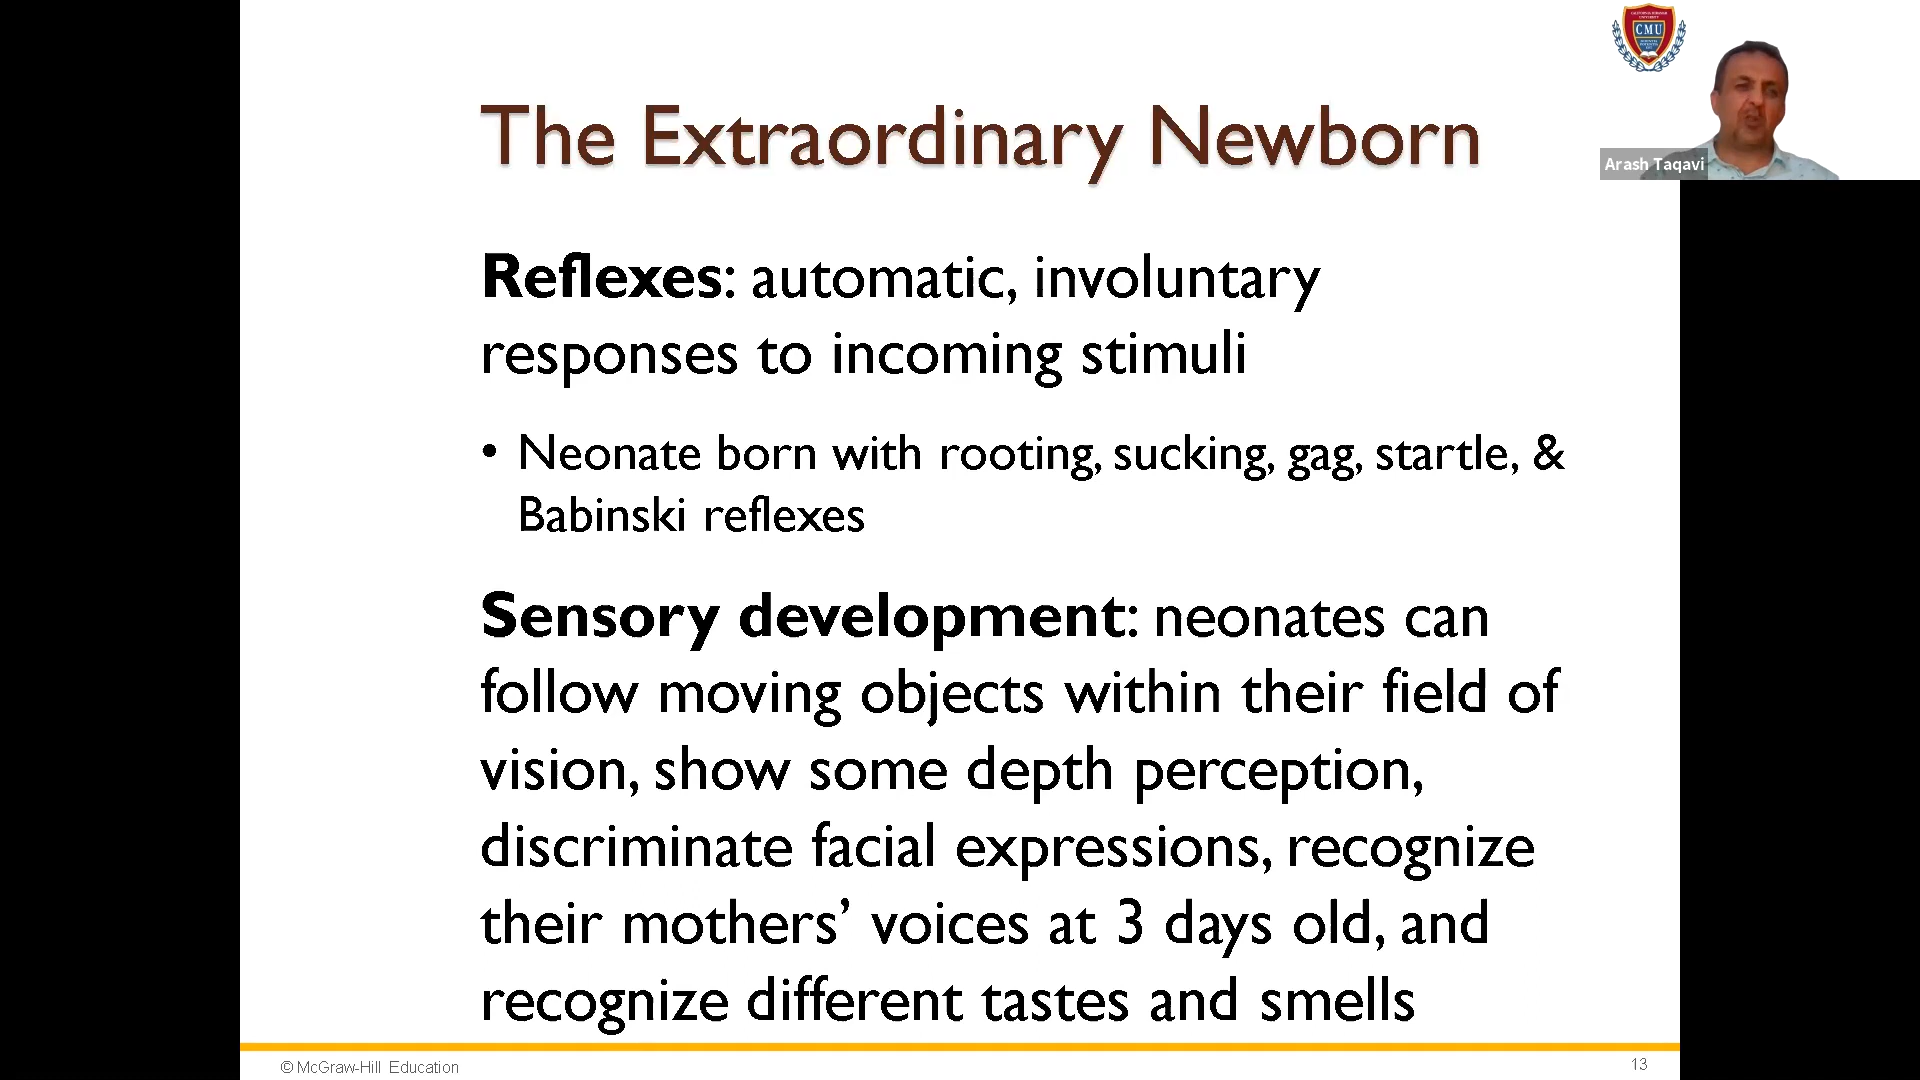 CMU
The Extraordinary Newborn
Arash Taqavi
Reflexes: automatic, involuntary
responses to incoming stimuli
• Neonate born with rooting, sucking, gag, startle, &
Babinski reflexes
Sensory development: neonates can
follow moving objects within their field of
vision, show some depth perception,
discriminate facial expressions, recognize
their mothers’ voices at 3 days old, and
recognize different tastes and smells
© McGraw-Hill Education
13